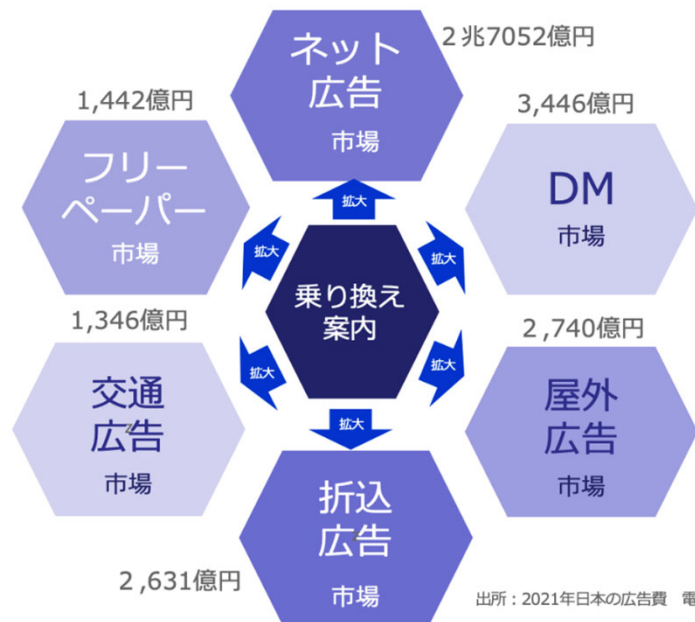 ネット
広告
市場
2兆7052億円
1,442億円
フリー
ペーパー
市場
3,446億円
DM
市場
拡大
拡大
拡大
乗り換え
案内
拡大
拡大
拡大
1,346億円
交通
広告
市場
2,740億円
屋外
広告
市場
折込
広告
市場
2,631億円
出所:2021年日本の広告費 電